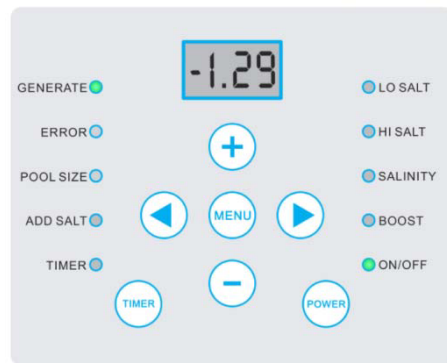 -1.29
GENERATE
LO SALT
ERROR
HI SALT
+
POOL SIZE
SALINITY
MENU
ADD SALT
BOOST
TIMER
−
ON/OFF
TIMER
POWER